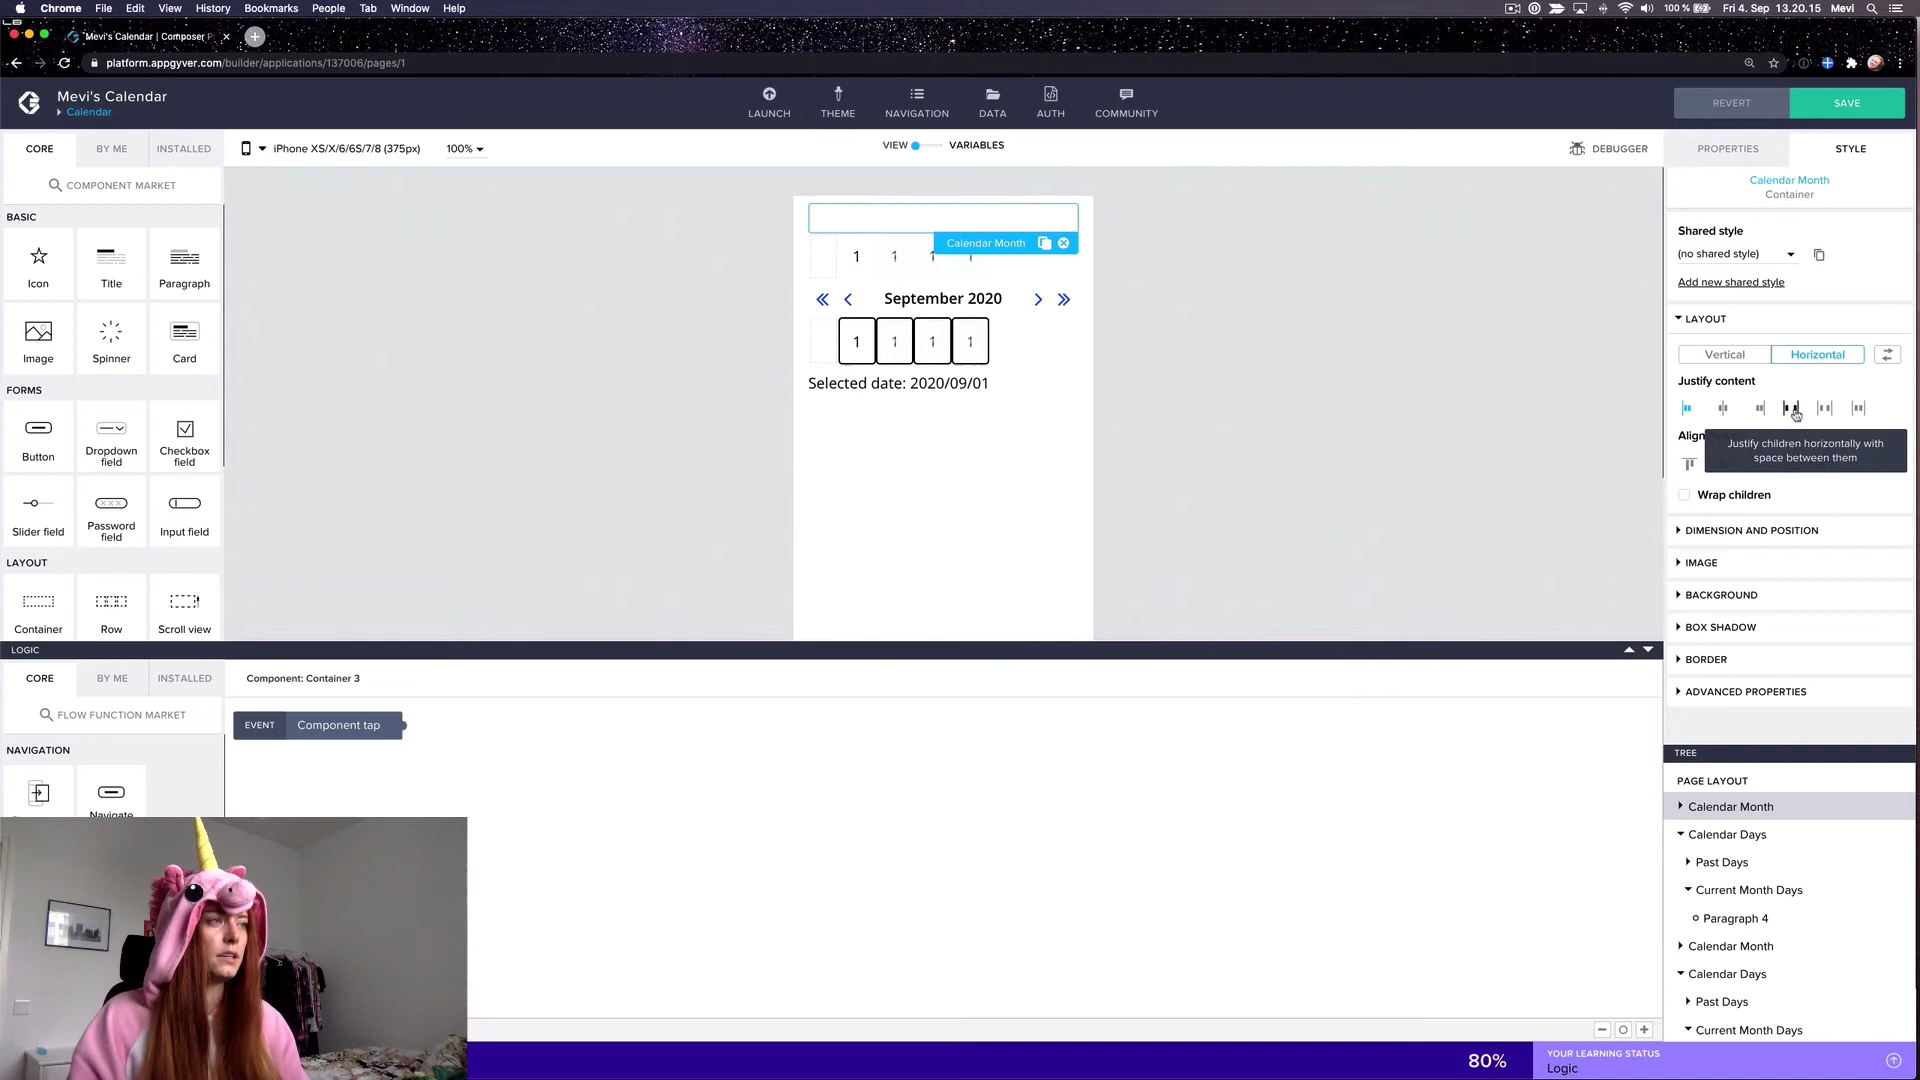 Chrome File Edit View History Bookmarks People Tab Window Help
100 % Fri 4. Sep 13.20.15 Mevi
Mevi's Calendar | Composer P
platform.appgyver.com/builder/applications/137006/pages/1
Mevi's Calendar
Calendar
LAUNCH THEME NAVIGATION DATA AUTH COMMUNITY
REVERT SAVE
CORE BY ME INSTALLED
iPhone XS/X/6/6S/7/8 (375px) 100%
VIEW VARIABLES
DEBUGGER
PROPERTIES STYLE
COMPONENT MARKET
BASIC
Icon Title Paragraph
Image Spinner Card
FORMS
Button Dropdown field Checkbox field
Slider field Password field Input field
LAYOUT
Container Row Scroll view
Calendar Month
1 1 1 1
September 2020
1 1 1 1
Selected date: 2020/09/01
Calendar Month
Container
Shared style
(no shared style)
Add new shared style
LAYOUT
Vertical Horizontal
Justify content
Align
Justify children horizontally with
space between them
Wrap children
DIMENSION AND POSITION
IMAGE
BACKGROUND
BOX SHADOW
BORDER
ADVANCED PROPERTIES
TREE
PAGE LAYOUT
Calendar Month
Calendar Days
Past Days
Current Month Days
Paragraph 4
Calendar Month
Calendar Days
Past Days
Current Month Days
LOGIC
CORE BY ME INSTALLED
Component: Container 3
FLOW FUNCTION MARKET
EVENT Component tap
NAVIGATION
Navigate
80%
YOUR LEARNING STATUS
Logic